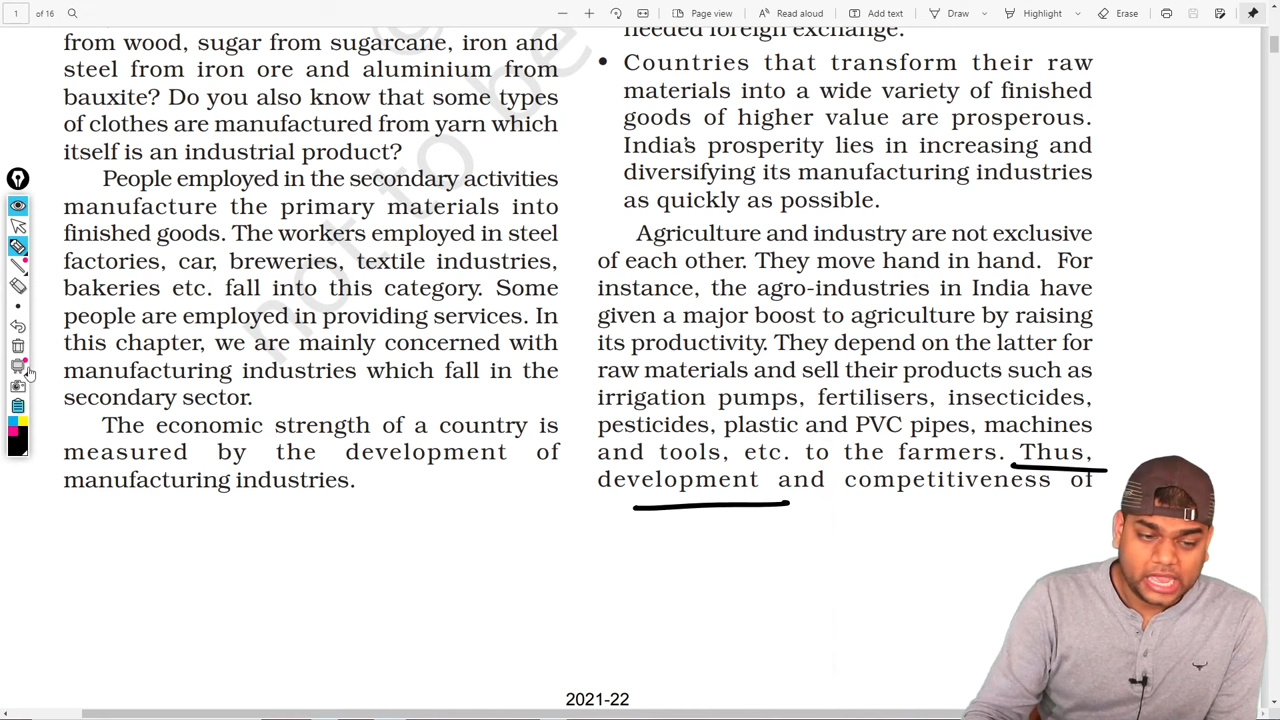 1 of 16
Page view
Read aloud
Add text
Draw
Highlight
Erase
from wood, sugar from sugarcane, iron and
steel from iron ore and aluminium from
bauxite? Do you also know that some types
of clothes are manufactured from yarn which
itself is an industrial product?
People employed in the secondary activities
manufacture the primary materials into
finished goods. The workers employed in steel
factories, car, breweries, textile industries,
bakeries etc. fall into this category. Some
people are employed in providing services. In
this chapter, we are mainly concerned with
manufacturing industries which fall in the
secondary sector.
The economic strength of a country is
measured by the development of
manufacturing industries.
needed foreign exchange.
• Countries that transform their raw
materials into a wide variety of finished
goods of higher value are prosperous.
India's prosperity lies in increasing and
diversifying its manufacturing industries
as quickly as possible.
Agriculture and industry are not exclusive
of each other. They move hand in hand. For
instance, the agro-industries in India have
given a major boost to agriculture by raising
its productivity. They depend on the latter for
raw materials and sell their products such as
irrigation pumps, fertilisers, insecticides,
pesticides, plastic and PVC pipes, machines
and tools, etc. to the farmers. Thus,
development and competitiveness of
not to be
2021-22